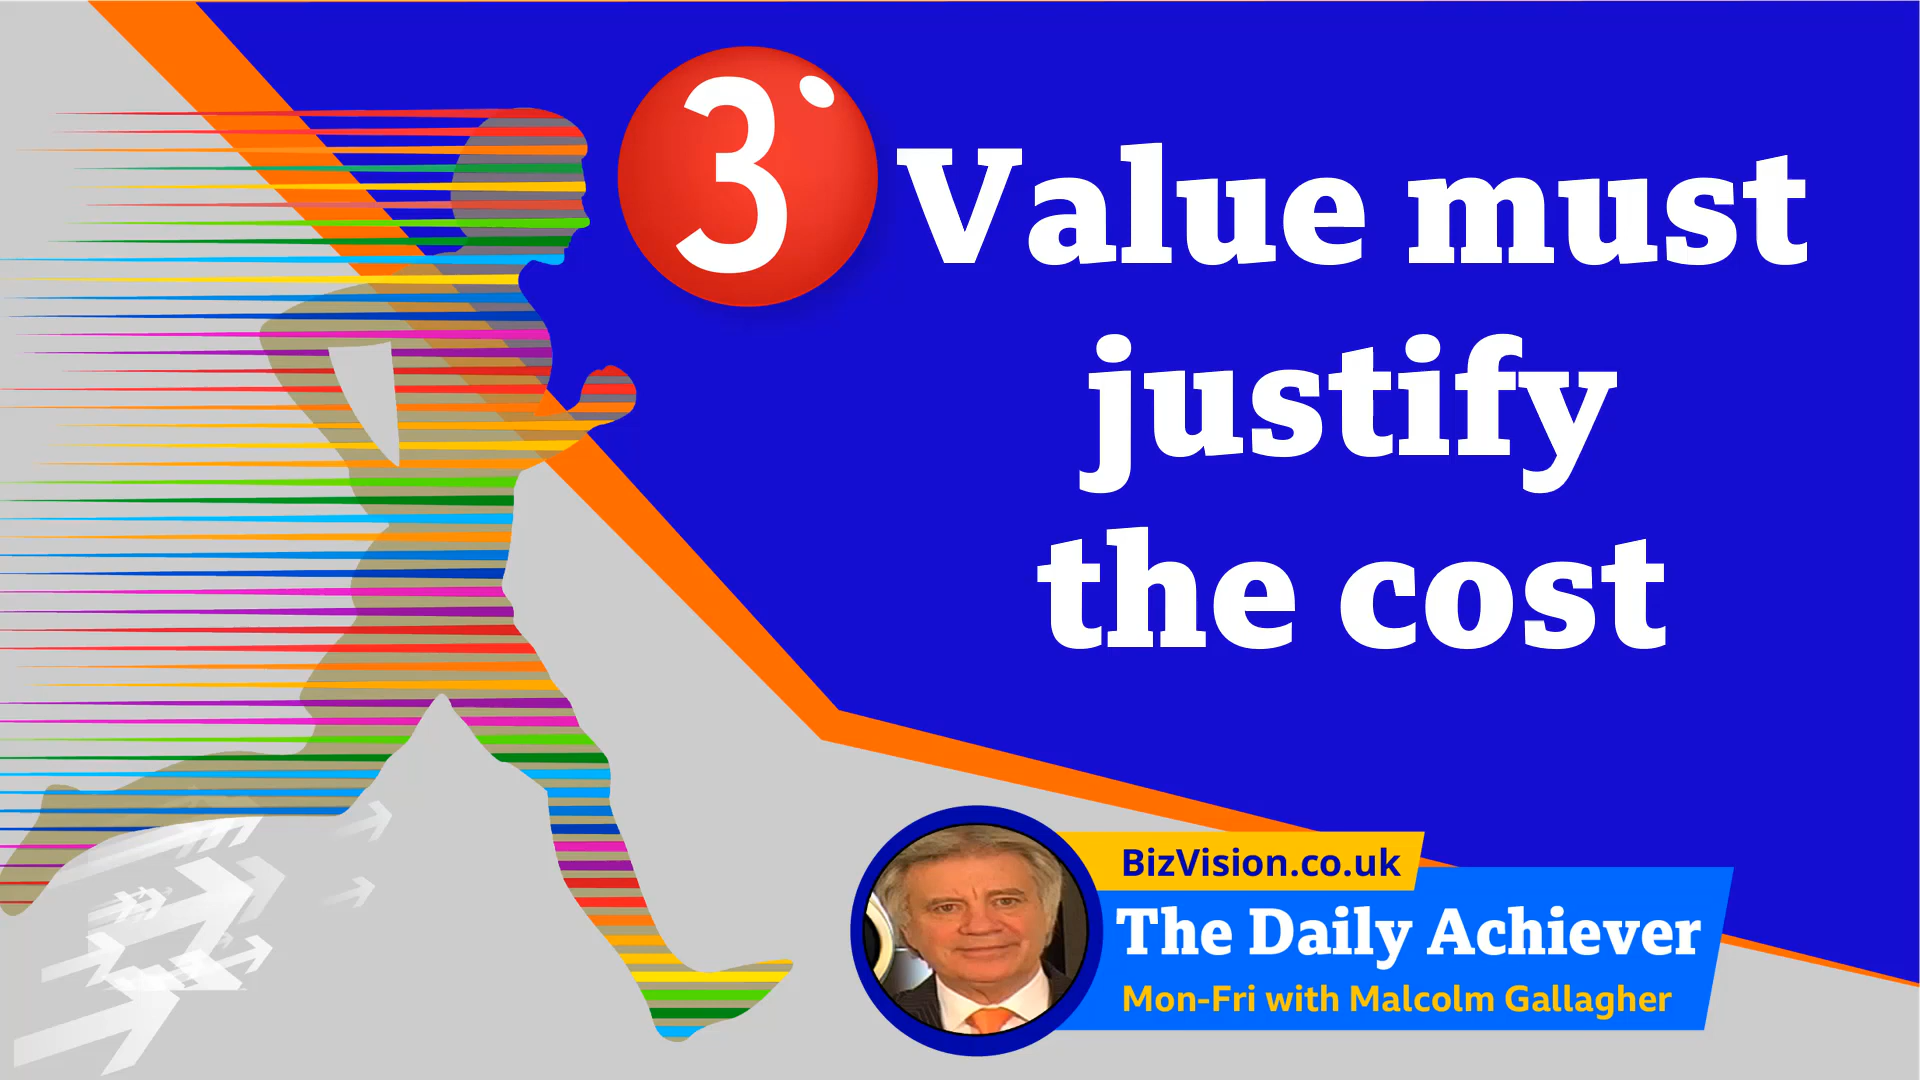 3
Value must
justify
the cost
BizVision.co.uk
The Daily Achiever
Mon-Fri with Malcolm Gallagher